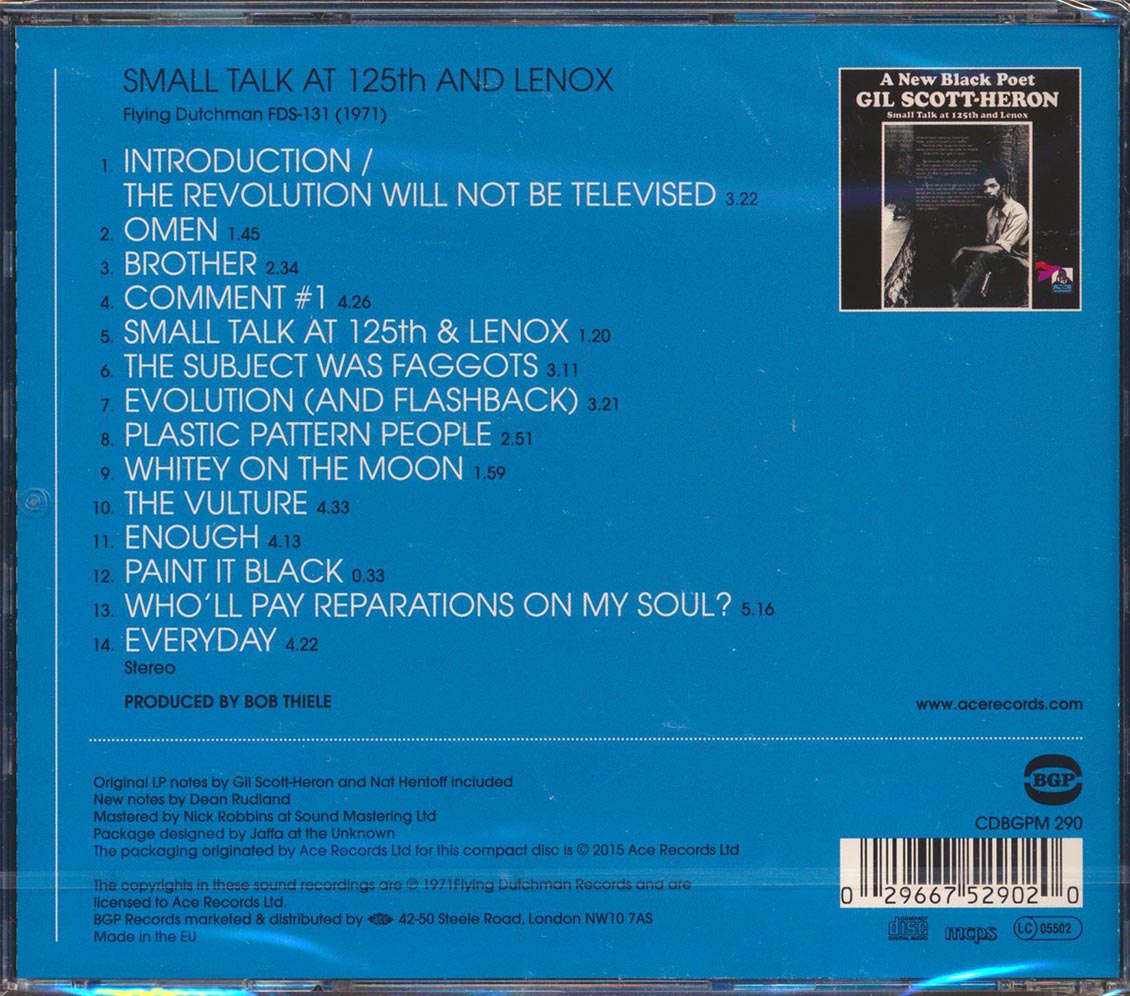 SMALL TALK AT 125th AND LENOX
Flying Dutchman FDS-131 (1971)
1. INTRODUCTION /
THE REVOLUTION WILL NOT BE TELEVISED 3.22
2. OMEN 1.45
3. BROTHER 2.34
4. COMMENT #1 4.26
5. SMALL TALK AT 125th & LENOX 1.20
6. THE SUBJECT WAS FAGGOTS 3.11
7. EVOLUTION (AND FLASHBACK) 3.21
8. PLASTIC PATTERN PEOPLE 2.51
9. WHITEY ON THE MOON 1.59
10. THE VULTURE 4.33
11. ENOUGH 4.13
12. PAINT IT BLACK 0.33
13. WHO'LL PAY REPARATIONS ON MY SOUL? 5.16
14. EVERYDAY 4.22
Stereo
PRODUCED BY BOB THIELE
A New Black Poet
GIL SCOTT-HERON
Small Talk at 125th and Lenox
www.acerecords.com
Original LP notes by Gil Scott-Heron and Nat Hentoff included
New notes by Dean Rudland
Mastered by Nick Robbins at Sound Mastering Ltd
Package designed by Jaffa at the Unknown
The packaging originated by Ace Records Ltd for this compact disc is © 2015 Ace Records Ltd
The copyrights in these sound recordings are ℗ 1971Flying Dutchman Records and are
licensed to Ace Records Ltd.
BGP Records marketed & distributed by 42-50 Steele Road, London NW10 7AS
Made in the EU
BGP
CDBGPM 290
0 29667 52902 0
COMPACT
disc
DIGITAL AUDIO
mcps
LC 05502